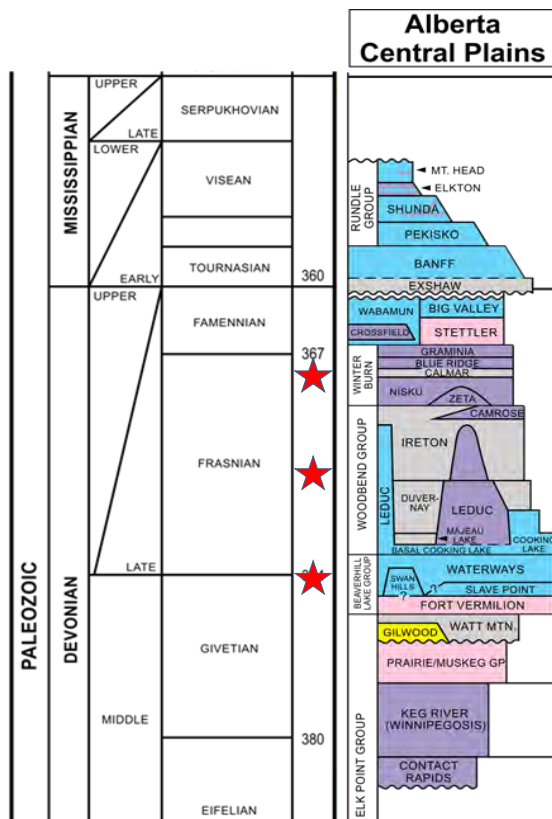 Alberta
Central Plains
PALEOZOIC
MISSISSIPPIAN
DEVONIAN
UPPER
LATE
LOWER
EARLY
UPPER
LATE
MIDDLE
SERPUKHOVIAN
VISEAN
TOURNASIAN
FAMENNIAN
FRASNIAN
GIVETIAN
EIFELIAN
360
367
380
RUNDLE
GROUP
MT. HEAD
ELKTON
SHUNDA
PEKISKO
BANFF
EXSHAW
WABAMUN
BIG VALLEY
CROSSFIELD
STETTLER
WINTER
BURN
GRAMINIA
BLUE RIDGE
CALMAR
NISKU
ZETA
WOODBEND GROUP
CAMROSE
IRETON
LEDUC
DUVER-
NAY
LEDUC
MAJEAU
LAKE
COOKING
LAKE
BASAL COOKING LAKE
BEAVERHILL
LAKE GROUP
WATERWAYS
SWAN
HILLS
?
?
SLAVE POINT
FORT VERMILION
ELK POINT GROUP
GILWOOD
WATT MTN.
PRAIRIE/MUSKEG GP
KEG RIVER
(WINNIPEGOSIS)
CONTACT
RAPIDS